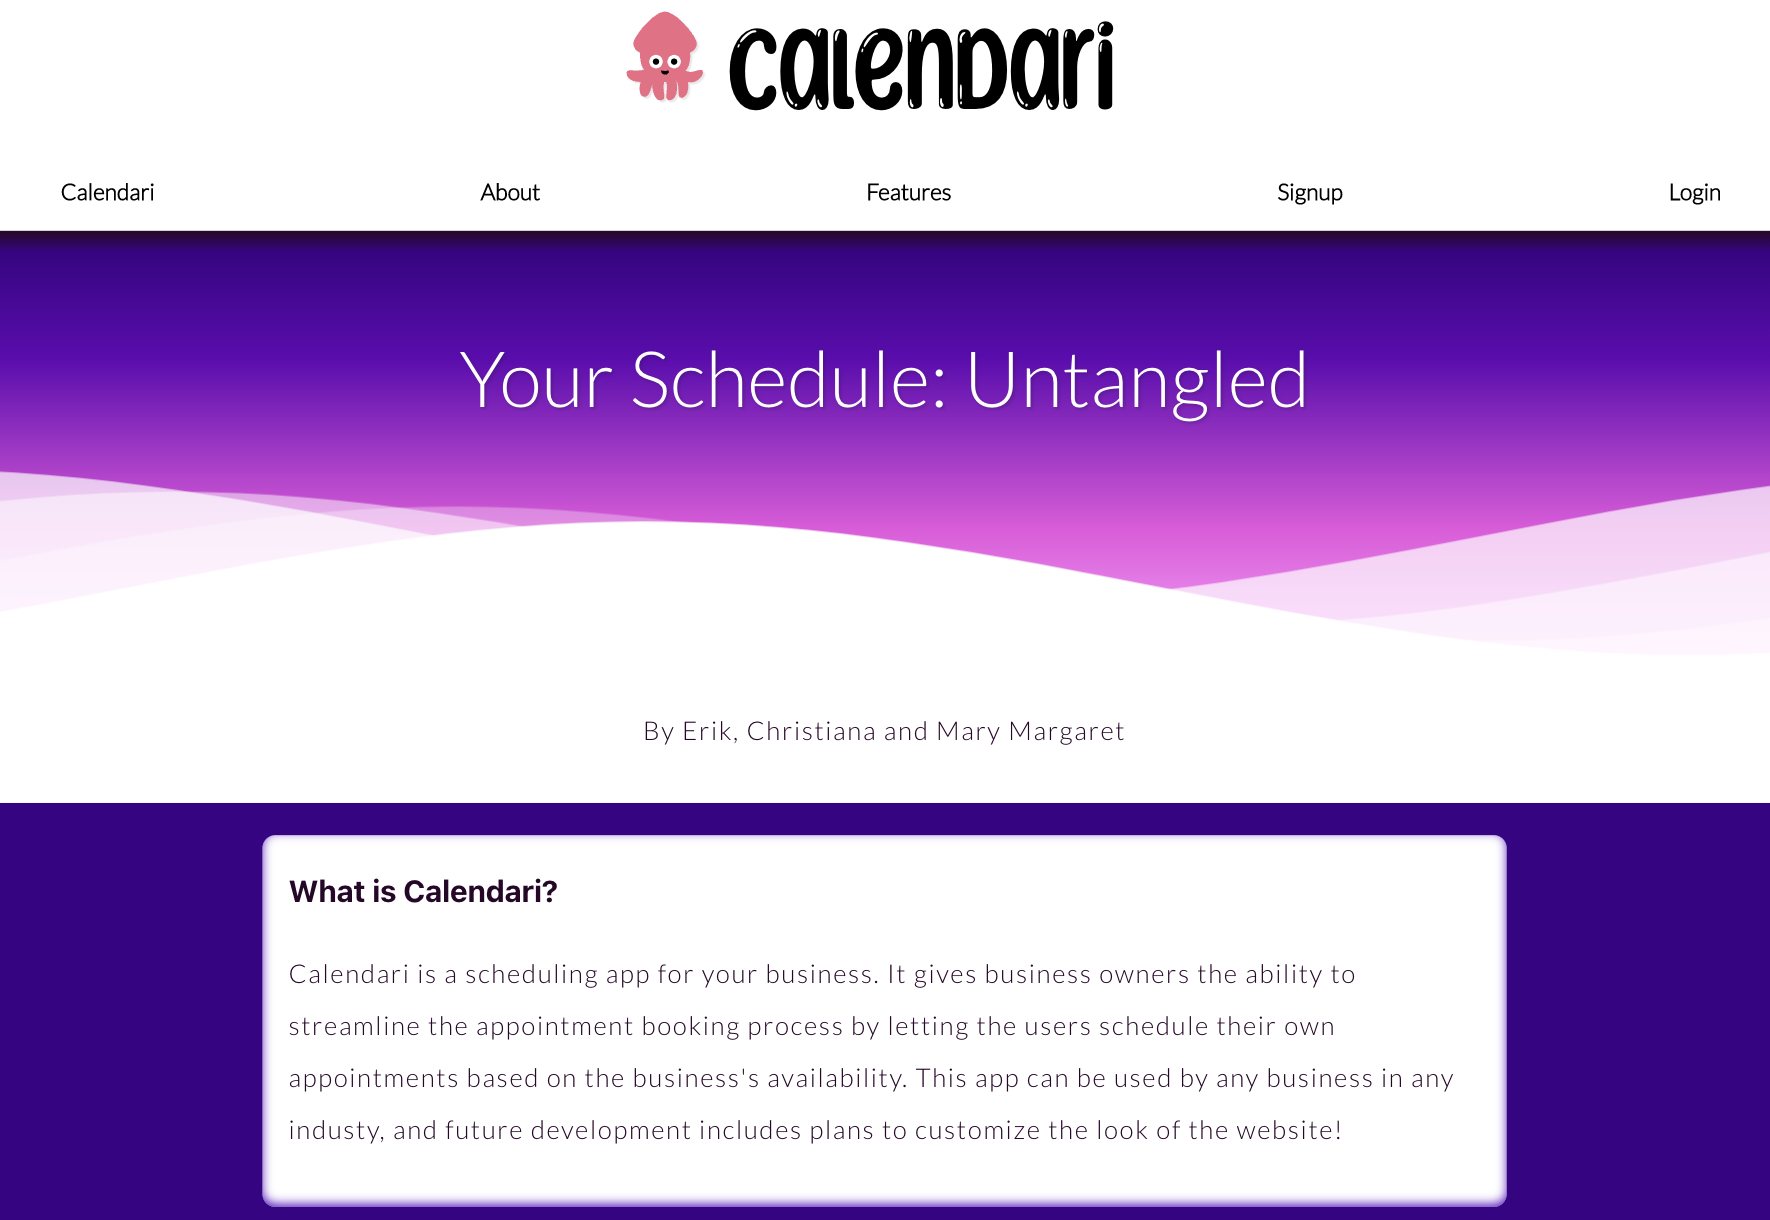 calenDari
Calendari
About
Features
Signup
Login
Your Schedule: Untangled
By Erik, Christiana and Mary Margaret
What is Calendari?
Calendari is a scheduling app for your business. It gives business owners the ability to
streamline the appointment booking process by letting the users schedule their own
appointments based on the business's availability. This app can be used by any business in any
industy, and future development includes plans to customize the look of the website!